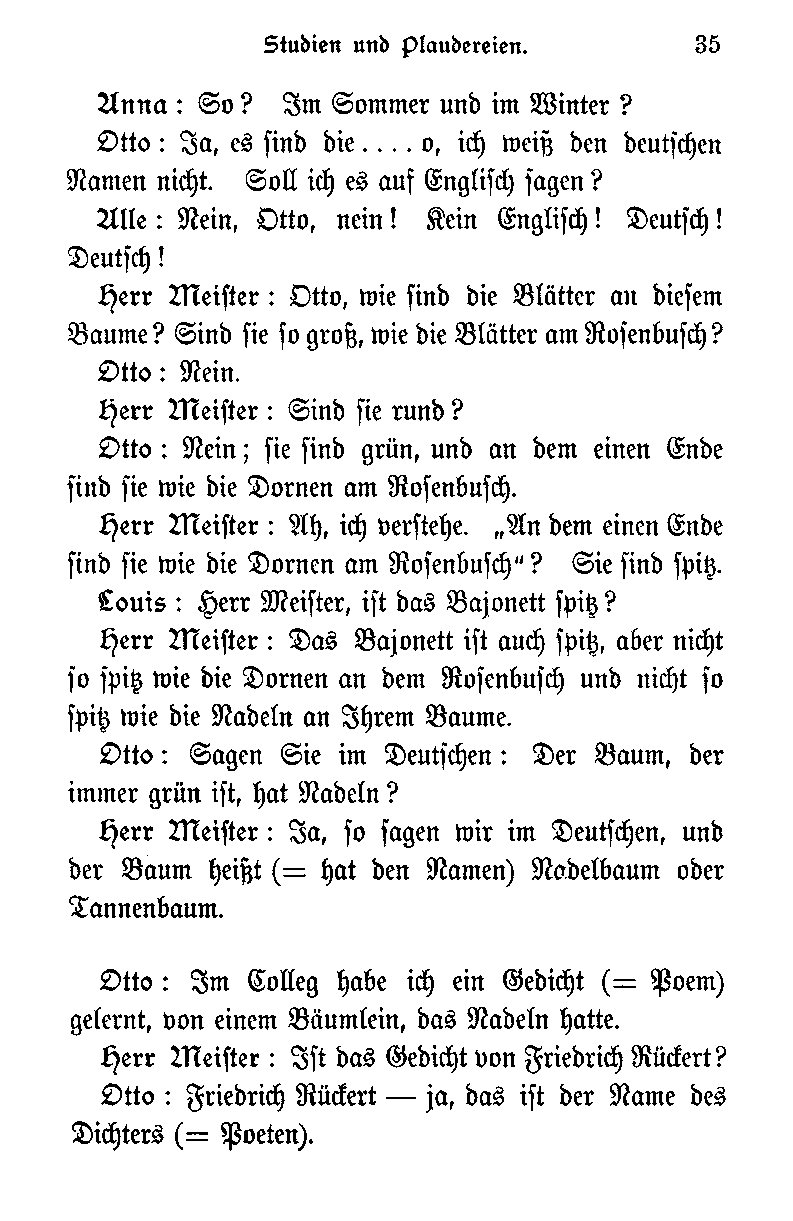 Studien und Plaudereien. 35
Anna: So? Im Sommer und im Winter?
Otto: Ja, es sind die.... o, ich weiß den deutschen
Namen nicht. Soll ich es auf Englisch sagen?
Alle: Nein, Otto, nein! Kein Englisch! Deutsch!
Deutsch!
Herr Meister: Otto, wie sind die Blätter an diesem
Baume? Sind sie so groß, wie die Blätter am Rosenbusch?
Otto: Nein.
Herr Meister: Sind sie rund?
Otto: Nein; sie sind grün, und an dem einen Ende
sind sie wie die Dornen am Rosenbusch.
Herr Meister: Ah, ich verstehe. „An dem einen Ende
sind sie wie die Dornen am Rosenbusch“? Sie sind spitz.
Louis: Herr Meister, ist das Bajonett spitz?
Herr Meister: Das Bajonett ist auch spitz, aber nicht
so spitz wie die Dornen an dem Rosenbusch und nicht so
spitz wie die Nadeln an Ihrem Baume.
Otto: Sagen Sie im Deutschen: Der Baum, der
immer grün ist, hat Nadeln?
Herr Meister: Ja, so sagen wir im Deutschen, und
der Baum heißt (= hat den Namen) Nadelbaum oder
Tannenbaum.
Otto: Im Colleg habe ich ein Gedicht (= Poem)
gelernt, von einem Bäumlein, das Nadeln hatte.
Herr Meister: Ist das Gedicht von Friedrich Rückert?
Otto: Friedrich Rückert — ja, das ist der Name des
Dichters (= Poeten).